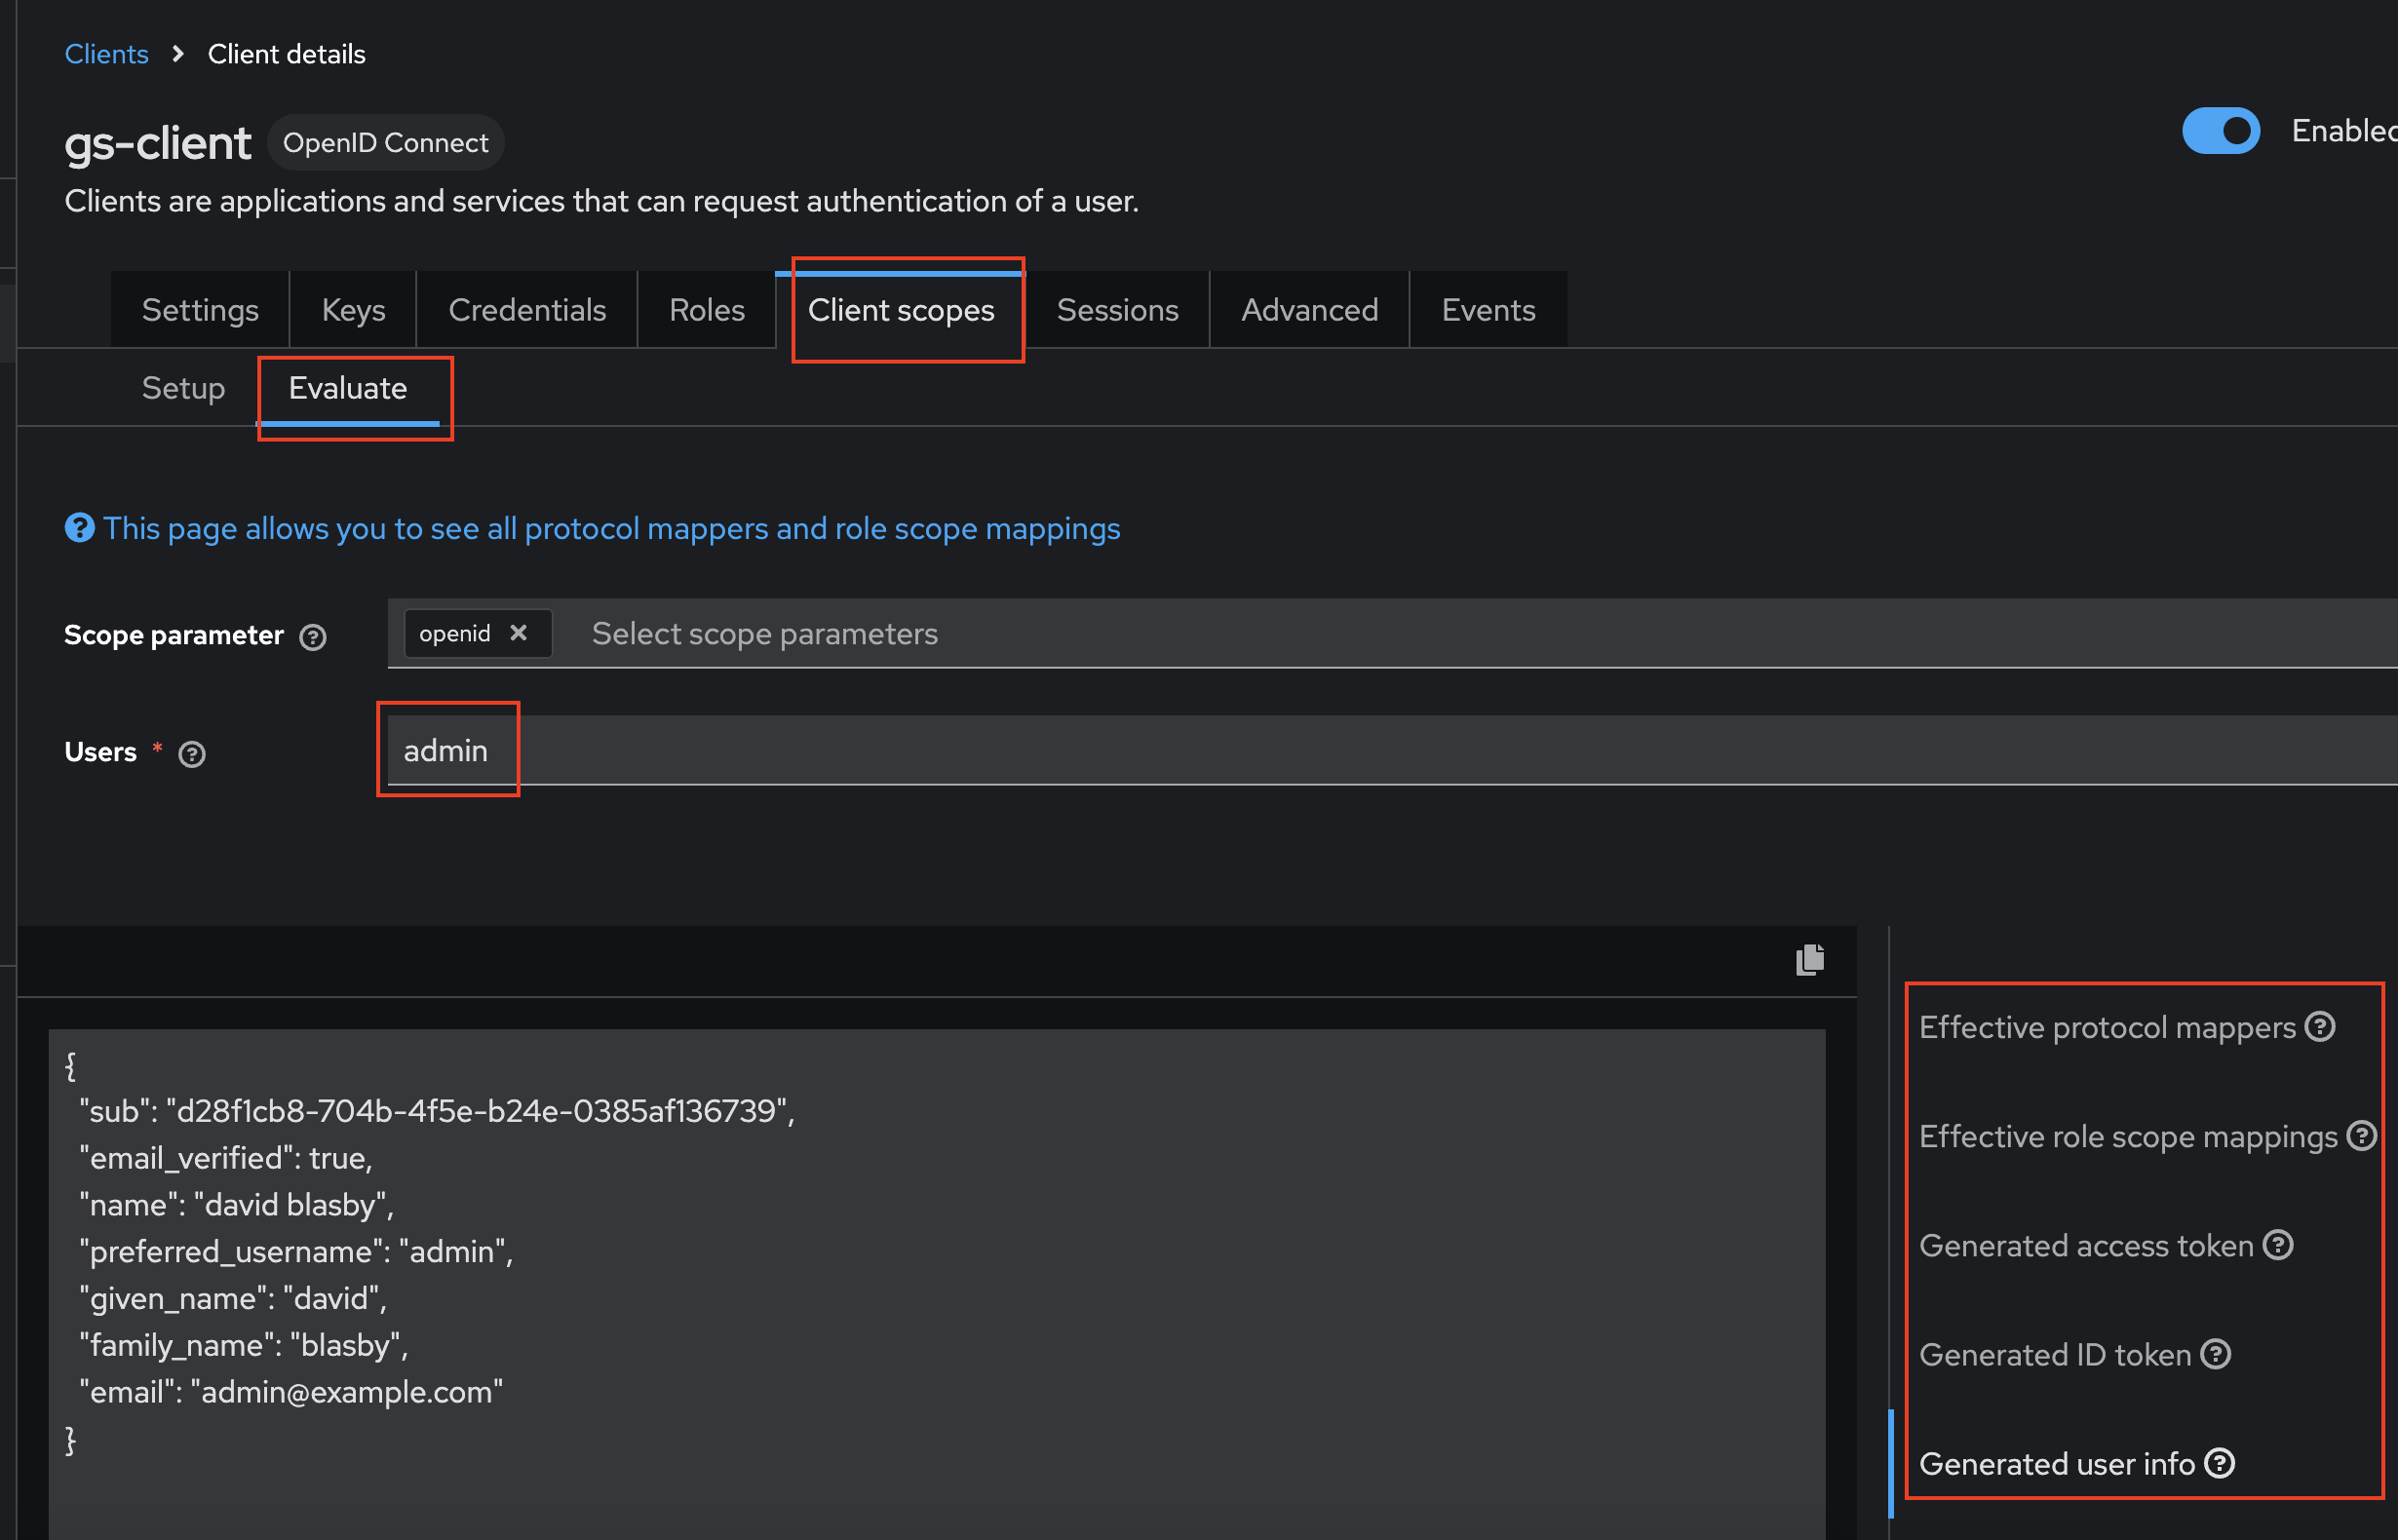 Clients > Client details
gs-client OpenID Connect
Enabled
Clients are applications and services that can request authentication of a user.
Settings Keys Credentials Roles Client scopes Sessions Advanced Events
Setup Evaluate
This page allows you to see all protocol mappers and role scope mappings
Scope parameter openid Select scope parameters
Users * admin
{
"sub": "d28f1cb8-704b-4f5e-b24e-0385af136739",
"email_verified": true,
"name": "david blasby",
"preferred_username": "admin",
"given_name": "david",
"family_name": "blasby",
"email": "admin@example.com"
}
Effective protocol mappers
Effective role scope mappings
Generated access token
Generated ID token
Generated user info